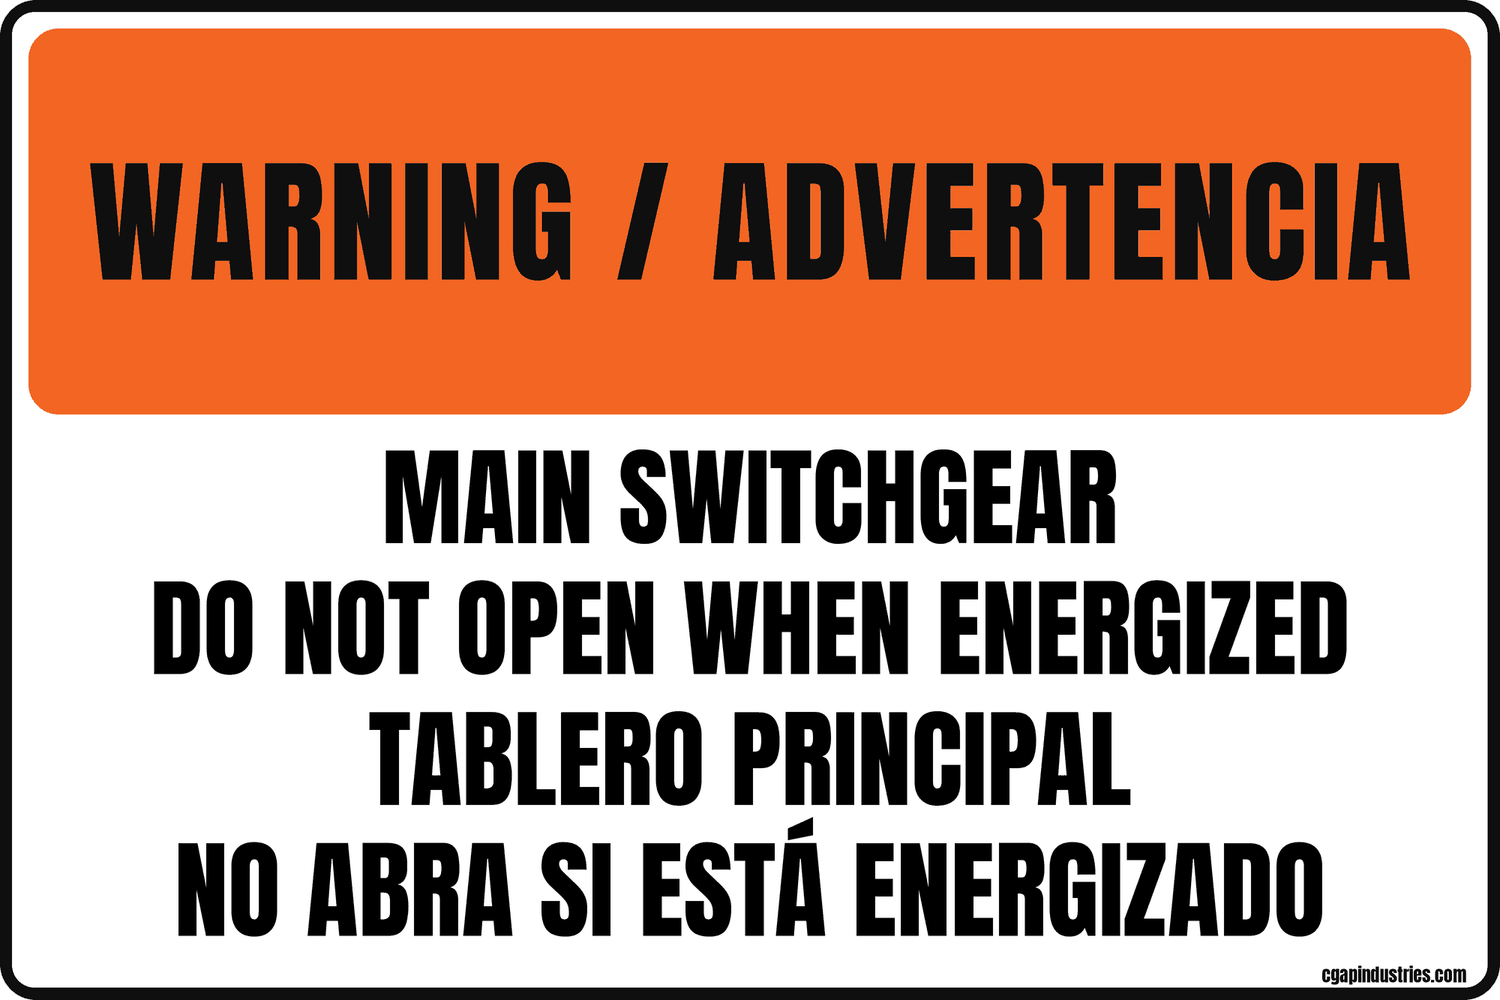 WARNING / ADVERTENCIA
MAIN SWITCHGEAR
DO NOT OPEN WHEN ENERGIZED
TABLERO PRINCIPAL
NO ABRA SI ESTÁ ENERGIZADO
cgapindustries.com